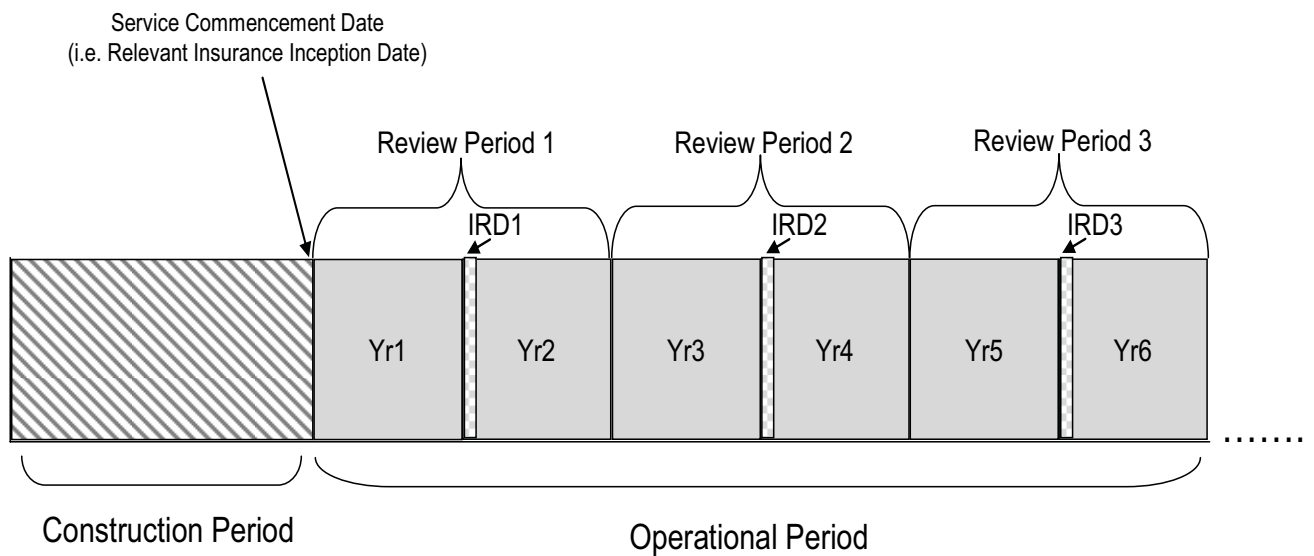 Service Commencement Date
(i.e. Relevant Insurance Inception Date)
Review Period 1
Review Period 2
Review Period 3
IRD1
IRD2
IRD3
Yr1
Yr2
Yr3
Yr4
Yr5
Yr6
.......
Construction Period
Operational Period